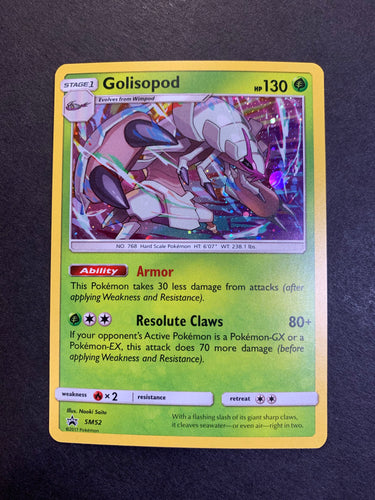 STAGE 1 Golisopod HP 130
Evolves from Wimpod
NO. 768 Hard Scale Pokémon HT: 6'07" WT: 238.1 lbs.
Ability Armor
This Pokémon takes 30 less damage from attacks (after
applying Weakness and Resistance).
Resolute Claws 80+
If your opponent's Active Pokémon is a Pokémon-GX or a
Pokémon-EX, this attack does 70 more damage (before
applying Weakness and Resistance).
weakness ×2 resistance retreat
Illus. Naoki Saito
SM52
©2017 Pokémon
With a flashing slash of its giant sharp claws,
it cleaves seawater—or even air—right in two.